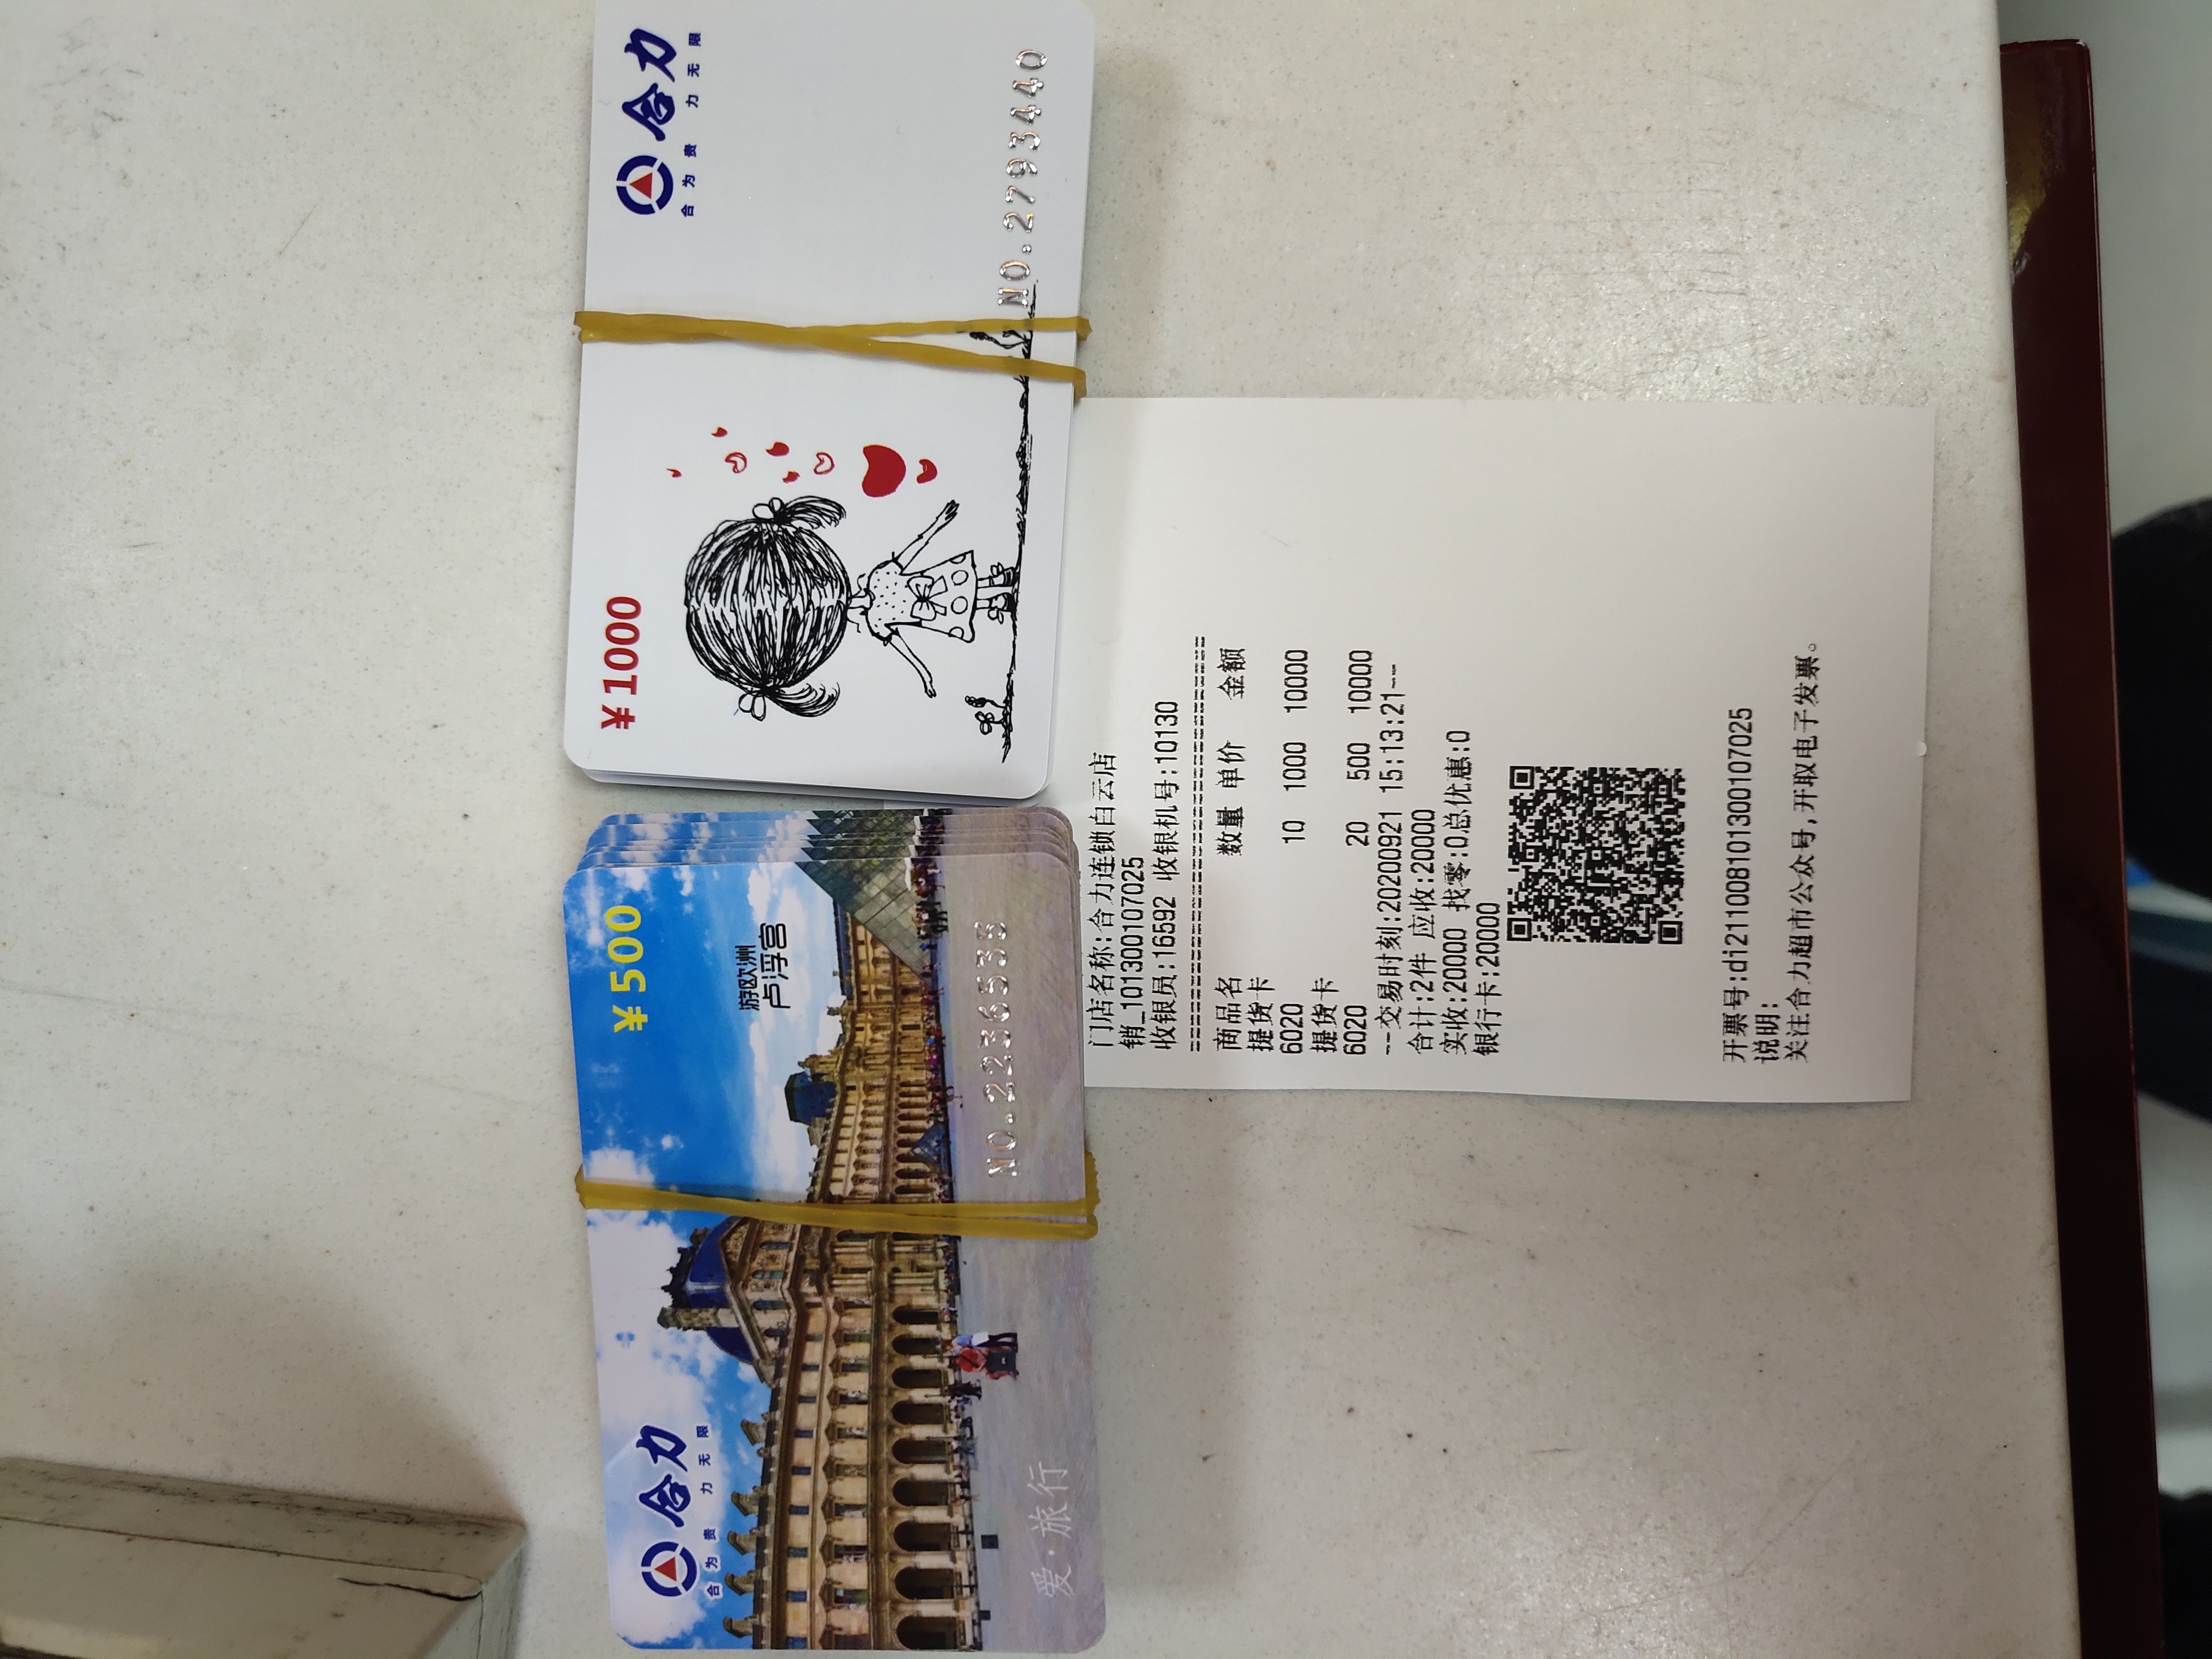 合力
合为贵 力无限
¥1000
NO.2793440
合力
合为贵 力无限
¥500
游欧洲
卢浮宫
NO.2236535
爱·旅行
门店名称:合力连锁白云店
销_101300107025
收银员:16592 收银机号:10130
商品名 数量 单价 金额
提货卡
6020 10 1000 10000
提货卡
6020 20 500 10000
--交易时刻:20200921 15:13:21--
合计:2件 应收:20000
实收:20000 找零:0总优惠:0
银行卡:20000
开票号:di2111008101301300107025
说明:
关注合力超市公众号,开取电子发票。